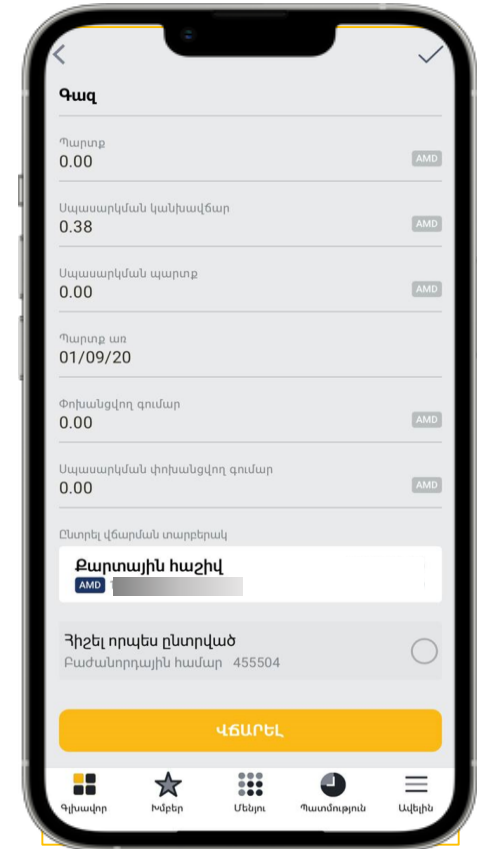 Գազ
Պարտք
0.00 AMD
Սպասարկման կանխավճար
0.38 AMD
Սպասարկման պարտք
0.00 AMD
Պարտք առ
01/09/20
Փոխանցվող գումար
0.00 AMD
Սպասարկման փոխանցվող գումար
0.00 AMD
Ընտրել վճարման տարբերակ
Քարտային հաշիվ
AMD
Հիշել որպես ընտրված
Բաժանորդային համար 455504
ՎՃԱՐԵԼ
Գլխավոր Խմբեր Մենյու Պատմություն Ավելին